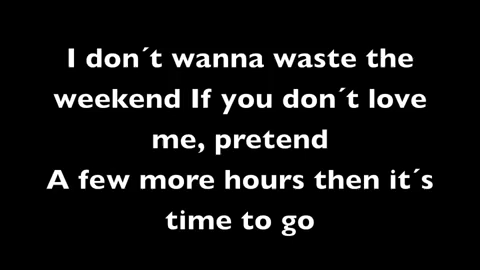 I don´t wanna waste the
weekend If you don´t love
me, pretend
A few more hours then it´s
time to go